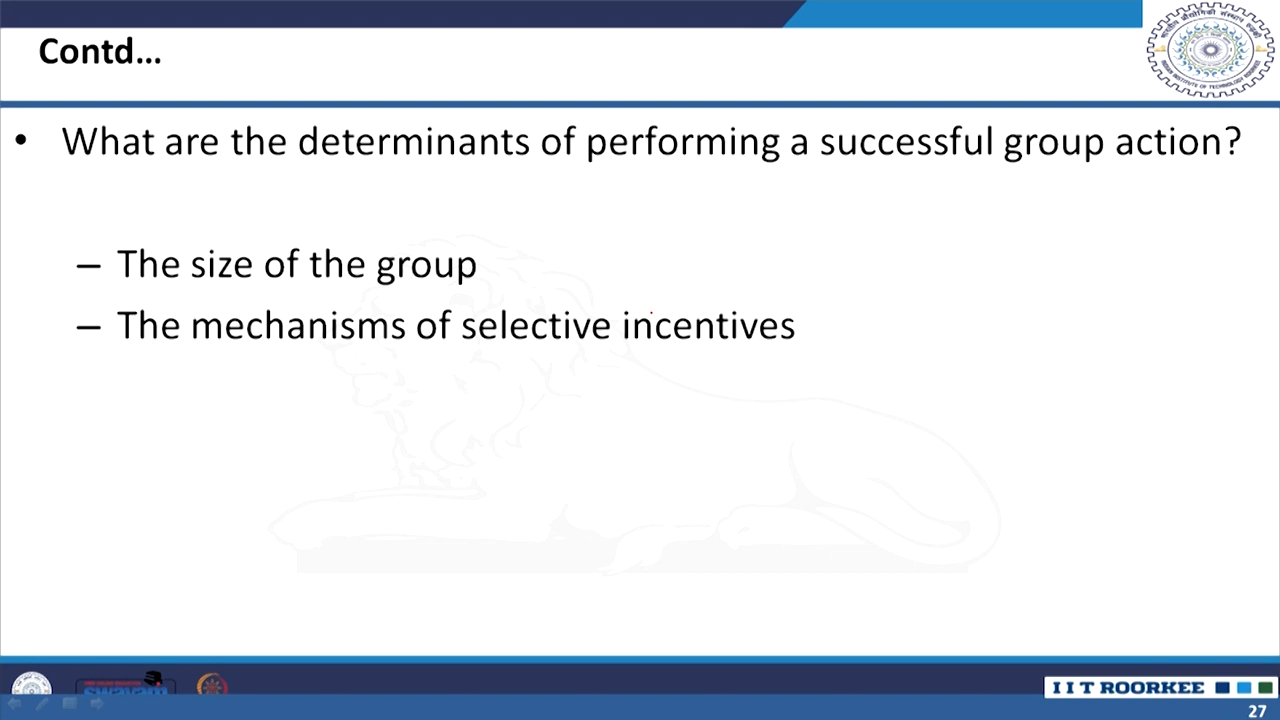 Contd...
• What are the determinants of performing a successful group action?
– The size of the group
– The mechanisms of selective incentives
swayam
IIT ROORKEE
27